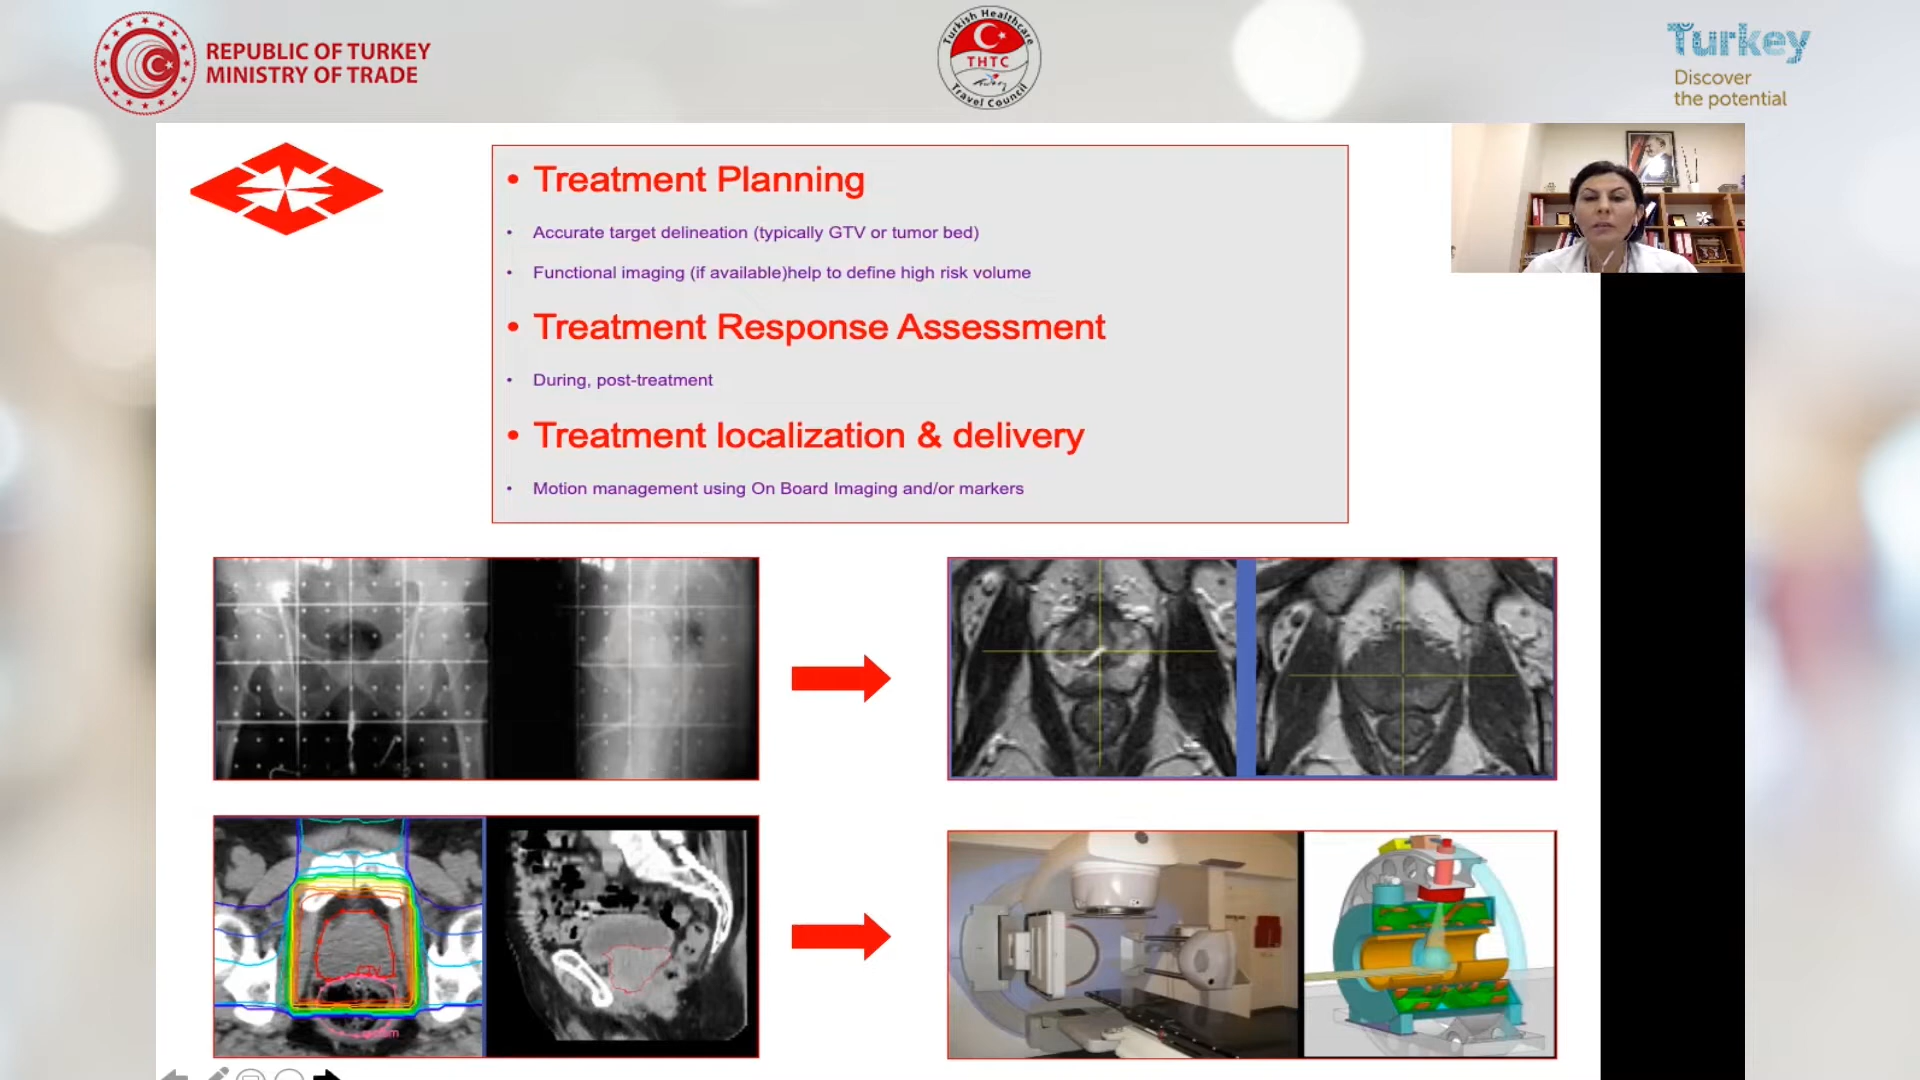 REPUBLIC OF TURKEY
MINISTRY OF TRADE
Turkish Healthcare
THTC
Travel Council
Turkey
Discover
the potential
• Treatment Planning
• Accurate target delineation (typically GTV or tumor bed)
• Functional imaging (if available)help to define high risk volume
• Treatment Response Assessment
• During, post-treatment
• Treatment localization & delivery
• Motion management using On Board Imaging and/or markers